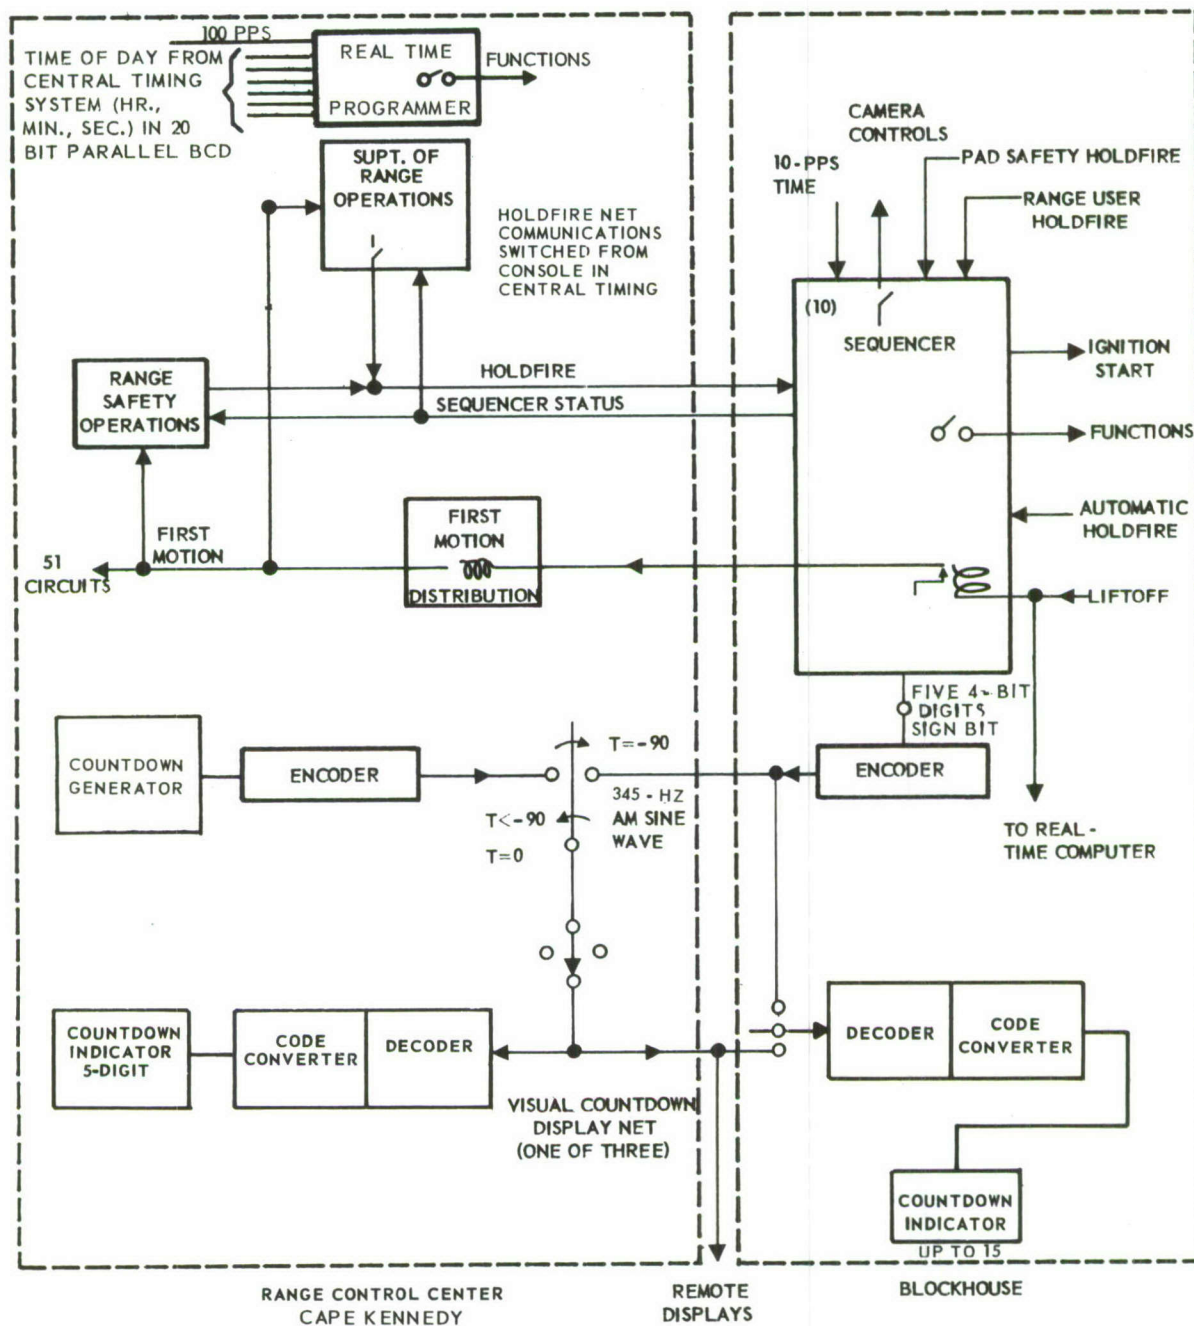 100 PPS
TIME OF DAY FROM
CENTRAL TIMING
SYSTEM (HR.,
MIN., SEC.) IN 20
BIT PARALLEL BCD
REAL TIME
PROGRAMMER
FUNCTIONS
SUPT. OF
RANGE
OPERATIONS
HOLDFIRE NET
COMMUNICATIONS
SWITCHED FROM
CONSOLE IN
CENTRAL TIMING
CAMERA
CONTROLS
10-PPS
TIME
PAD SAFETY HOLDFIRE
RANGE USER
HOLDFIRE
(10)
SEQUENCER
IGNITION
START
FUNCTIONS
AUTOMATIC
HOLDFIRE
LIFTOFF
RANGE
SAFETY
OPERATIONS
HOLDFIRE
SEQUENCER STATUS
FIRST
MOTION
51
CIRCUITS
FIRST
MOTION
DISTRIBUTION
FIVE 4-BIT
DIGITS
SIGN BIT
COUNTDOWN
GENERATOR
ENCODER
T=-90
345-HZ
AM SINE
WAVE
T<-90
T=0
ENCODER
TO REAL-
TIME COMPUTER
COUNTDOWN
INDICATOR
5-DIGIT
CODE
CONVERTER
DECODER
VISUAL COUNTDOWN
DISPLAY NET
(ONE OF THREE)
DECODER
CODE
CONVERTER
COUNTDOWN
INDICATOR
UP TO 15
RANGE CONTROL CENTER
CAPE KENNEDY
REMOTE
DISPLAYS
BLOCKHOUSE